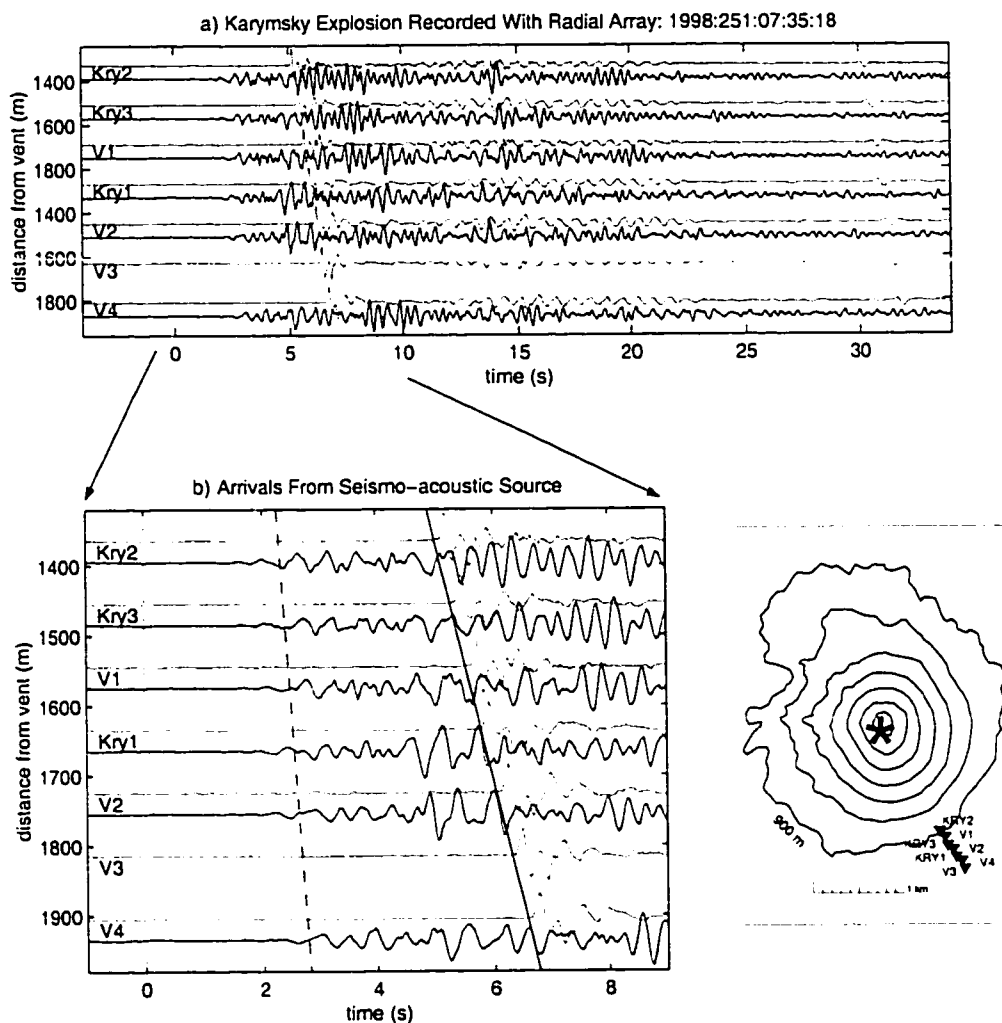 a) Karymsky Explosion Recorded With Radial Array: 1998:251:07:35:18
distance from vent (m)
1400
1600
1800
1400
1600
1800
Kry2
Kry3
V1
Kry1
V2
V3
V4
0 5 10 15 20 25 30
time (s)
b) Arrivals From Seismo-acoustic Source
distance from vent (m)
1400
1500
1600
1700
1800
1900
Kry2
Kry3
V1
Kry1
V2
V3
V4
0 2 4 6 8
time (s)
900 m
KRY2
V1
KRY3
V2
KRY1
V4
V3
1 km